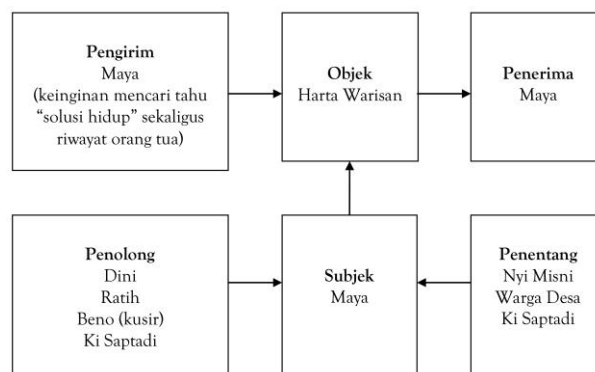 Pengirim
Maya
(keinginan mencari tahu
“solusi hidup” sekaligus
riwayat orang tua)
Objek
Harta Warisan
Penerima
Maya
Penolong
Dini
Ratih
Beno (kusir)
Ki Saptadi
Subjek
Maya
Penentang
Nyi Misni
Warga Desa
Ki Saptadi